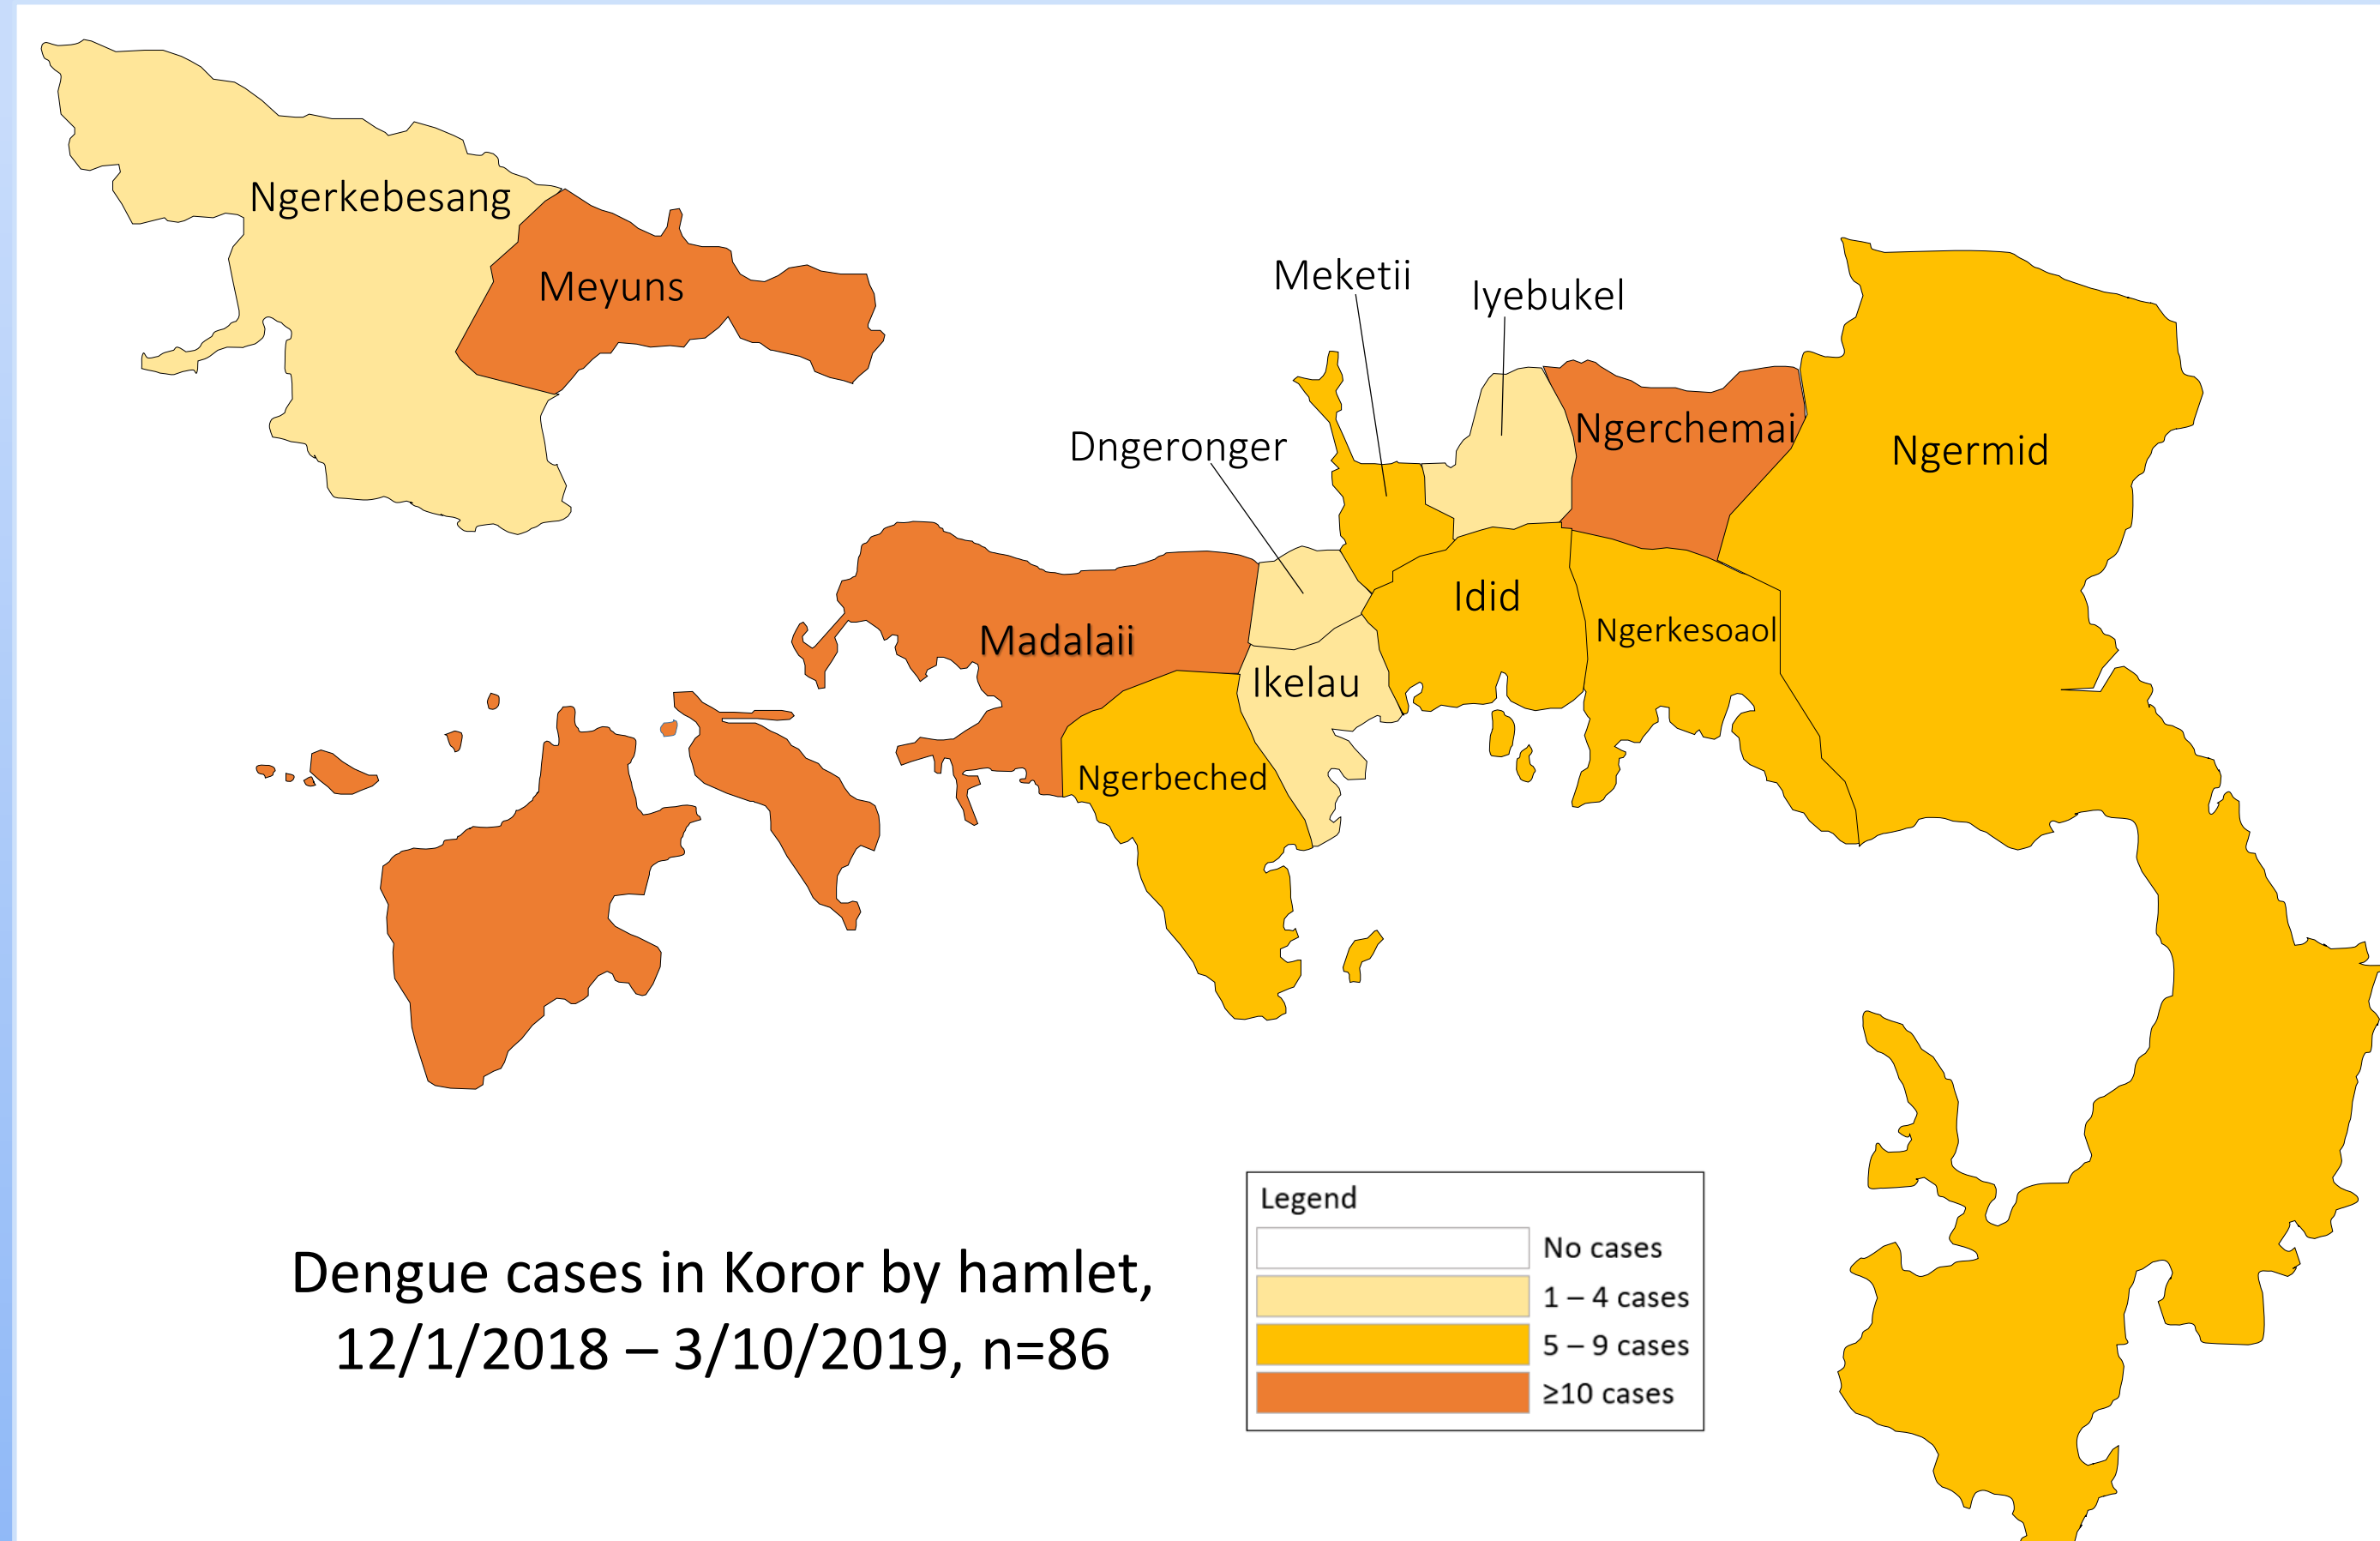 Ngerkebesang
Meyuns
Meketii
Iyebukel
Dngeronger
Ngerchemai
Ngermid
Madalaii
Idid
Ngerkesoaol
Ikelau
Ngerbeched
Dengue cases in Koror by hamlet,
12/1/2018 – 3/10/2019, n=86
Legend
No cases
1 – 4 cases
5 – 9 cases
≥10 cases